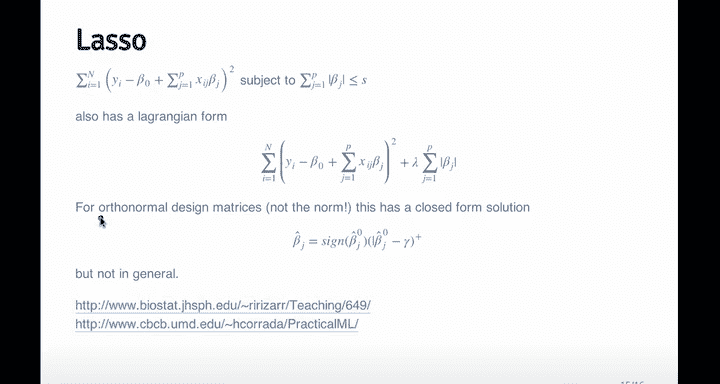 Lasso
∑_{i=1}^{N} (y_i − β_0 + ∑_{j=1}^{p} x_{ij}β_j)^2 subject to ∑_{j=1}^{p} |β_j| ≤ s
also has a lagrangian form
∑_{i=1}^{N} (y_i − β_0 + ∑_{j=1}^{p} x_{ij}β_j)^2 + λ ∑_{j=1}^{p} |β_j|
For orthonormal design matrices (not the norm!) this has a closed form solution
β̂_j = sign(β̂_j^0)(|β̂_j^0 − γ)^+
but not in general.
http://www.biostat.jhsph.edu/~ririzarr/Teaching/649/
http://www.cbcb.umd.edu/~hcorrada/PracticalML/